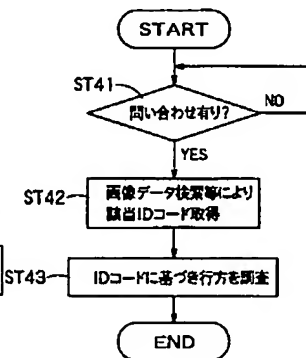 START
ST41
問い合わせ有り?
NO
YES
ST42
画像データ検索等により
該当IDコード取得
ST43
IDコードに基づき行方を調査
END